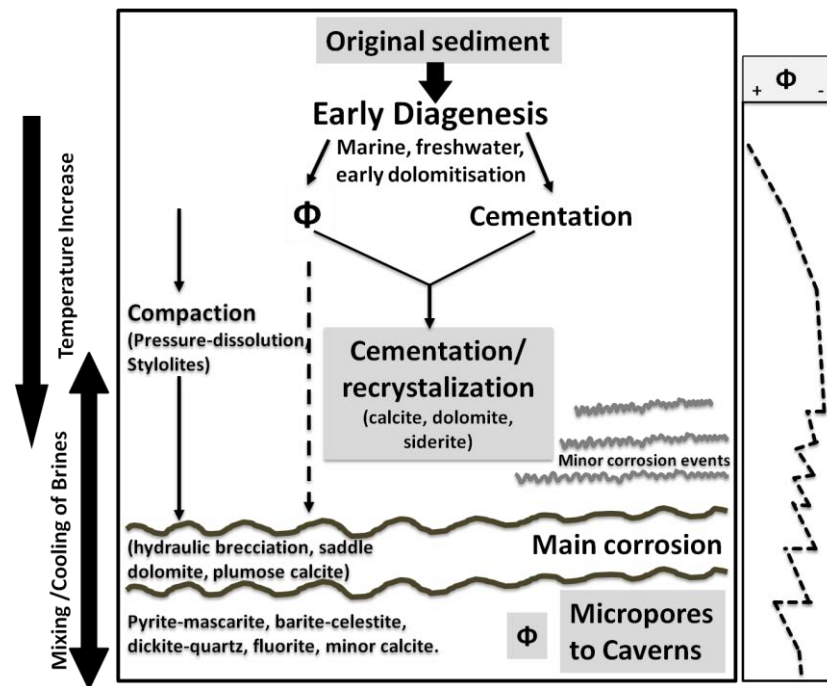 Original sediment
Φ
+ -
Early Diagenesis
Marine, freshwater,
early dolomitisation
Φ
Cementation
Temperature Increase
Compaction
(Pressure-dissolution,
Stylolites)
Cementation/
recrystalization
(calcite, dolomite,
siderite)
Minor corrosion events
Mixing /Cooling of Brines
(hydraulic brecciation, saddle
dolomite, plumose calcite)
Main corrosion
Pyrite-mascarite, barite-celestite,
dickite-quartz, fluorite, minor calcite.
Φ
Micropores
to Caverns